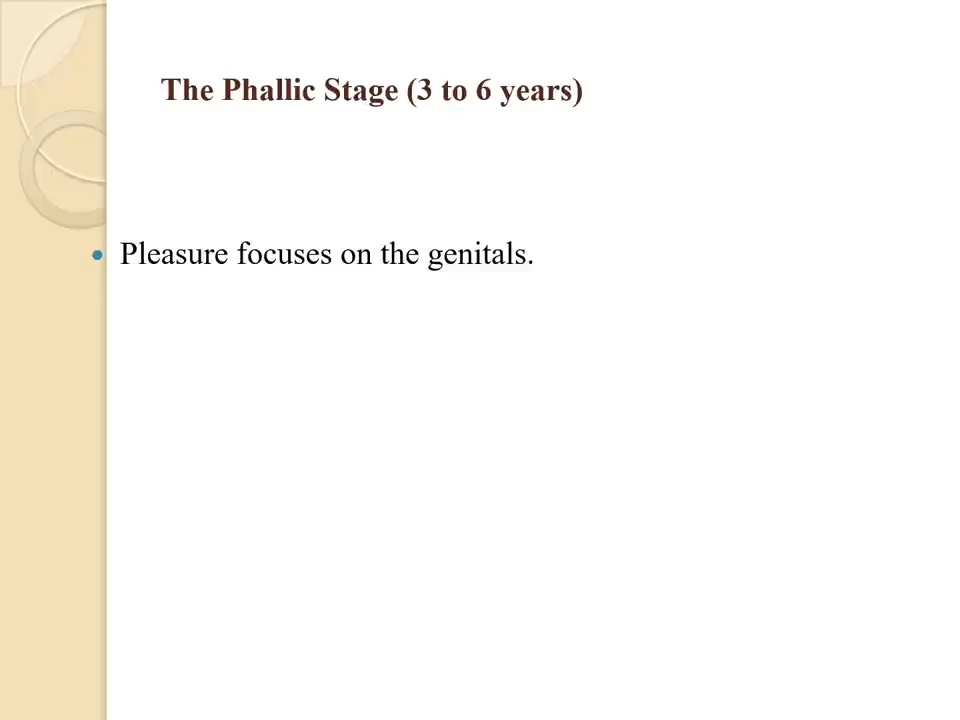 The Phallic Stage (3 to 6 years)
• Pleasure focuses on the genitals.